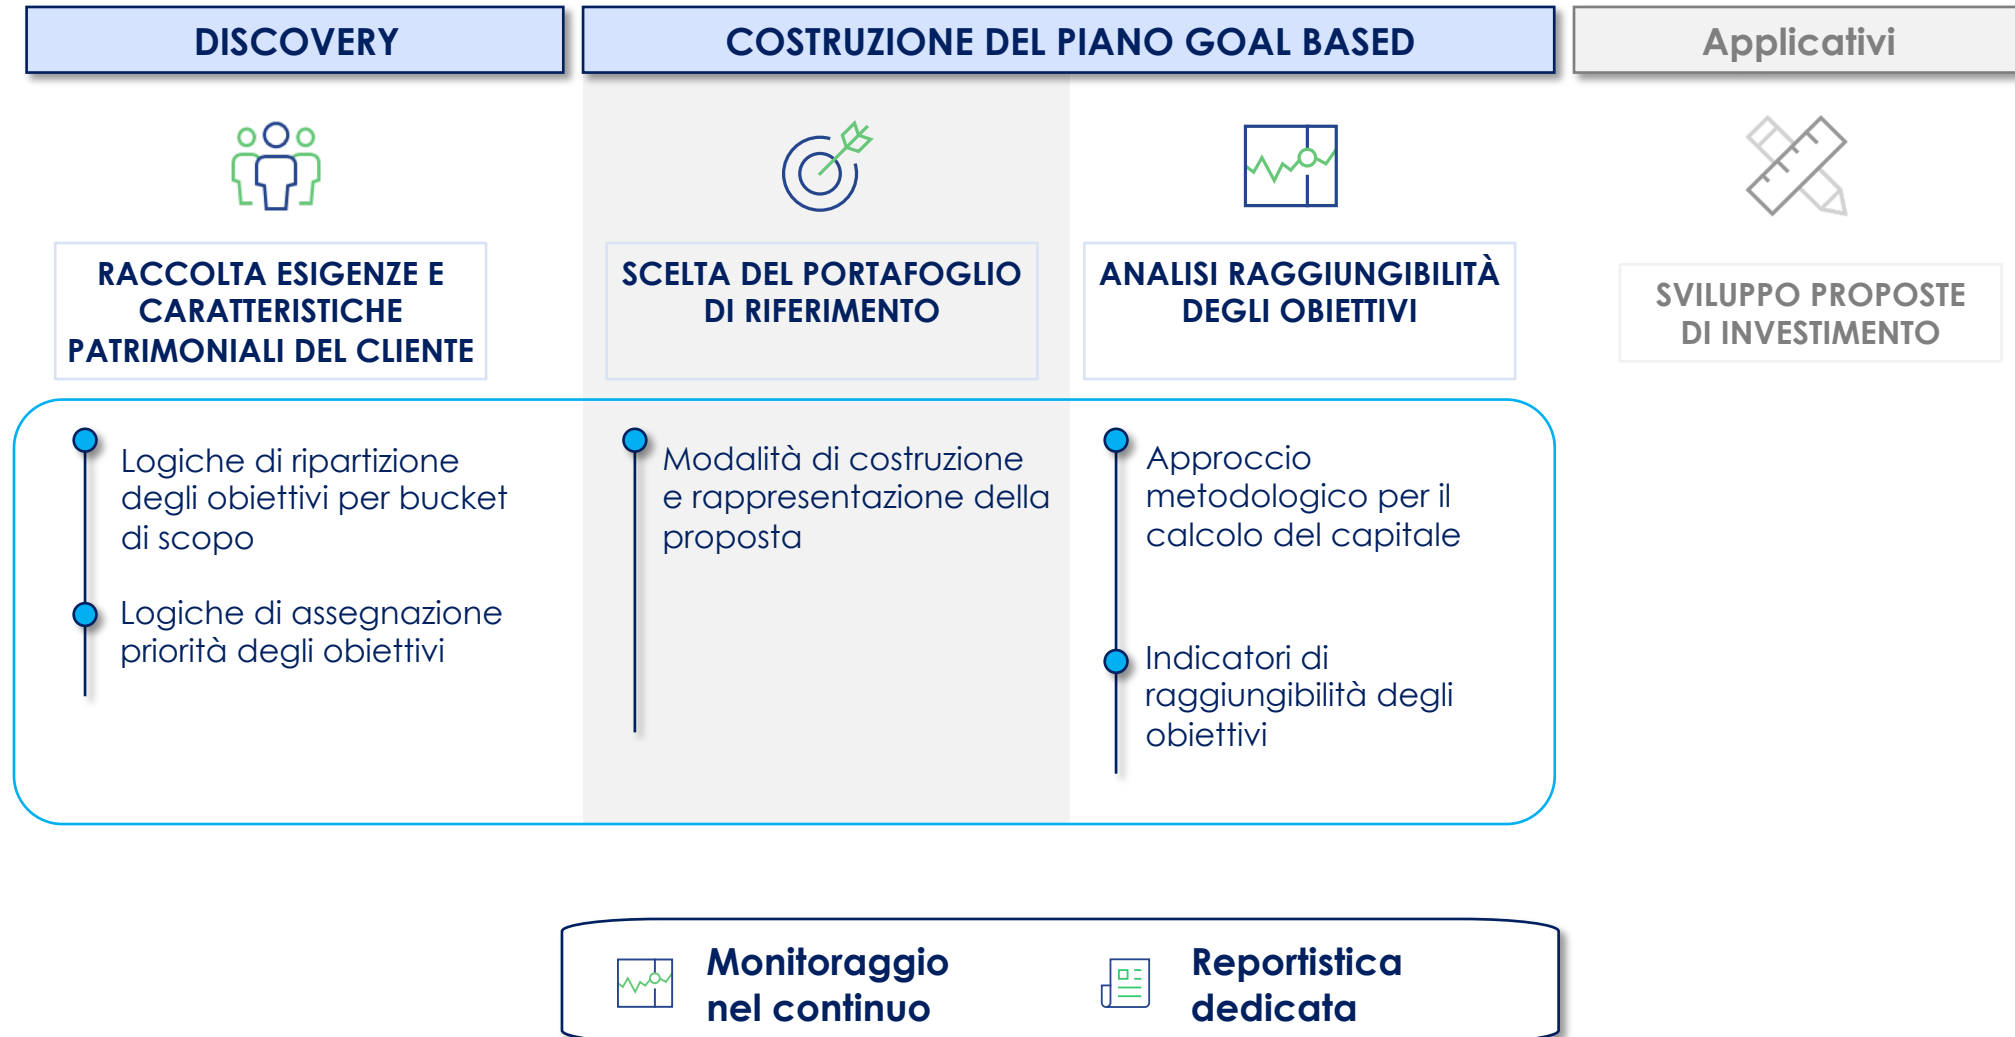 DISCOVERY
COSTRUZIONE DEL PIANO GOAL BASED
Applicativi
RACCOLTA ESIGENZE E
CARATTERISTICHE
PATRIMONIALI DEL CLIENTE
SCELTA DEL PORTAFOGLIO
DI RIFERIMENTO
ANALISI RAGGIUNGIBILITÀ
DEGLI OBIETTIVI
SVILUPPO PROPOSTE
DI INVESTIMENTO
Logiche di ripartizione
degli obiettivi per bucket
di scopo
Logiche di assegnazione
priorità degli obiettivi
Modalità di costruzione
e rappresentazione della
proposta
Approccio
metodologico per il
calcolo del capitale
Indicatori di
raggiungibilità degli
obiettivi
Monitoraggio
nel continuo
Reportistica
dedicata